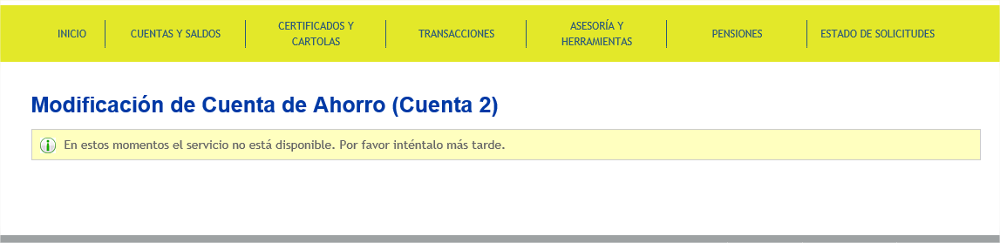 INICIO
CUENTAS Y SALDOS
CERTIFICADOS Y
CARTOLAS
TRANSACCIONES
ASESORÍA Y
HERRAMIENTAS
PENSIONES
ESTADO DE SOLICITUDES
Modificación de Cuenta de Ahorro (Cuenta 2)
En estos momentos el servicio no está disponible. Por favor inténtalo más tarde.